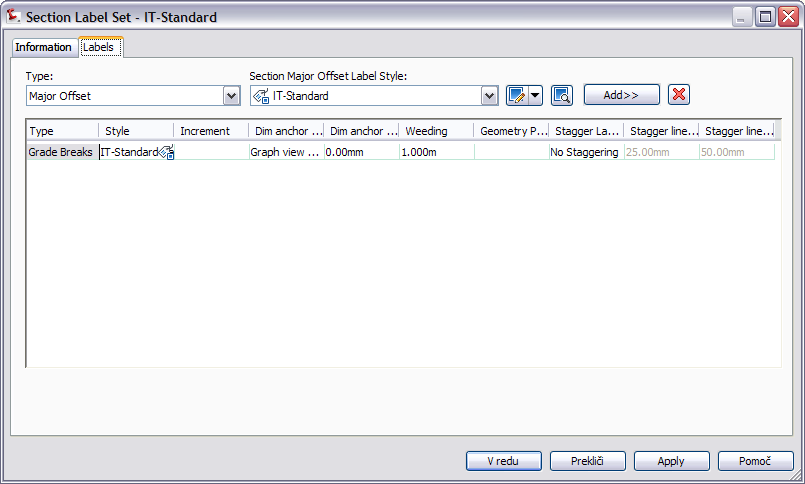 Section Label Set - IT-Standard
Information Labels
Type: Section Major Offset Label Style:
Major Offset IT-Standard Add>>
Type Style Increment Dim anchor ... Dim anchor ... Weeding Geometry P... Stagger La... Stagger line... Stagger line...
Grade Breaks IT-Standard Graph view ... 0.00mm 1.000m No Staggering 25.00mm 50.00mm
V redu Prekliči Apply Pomoč